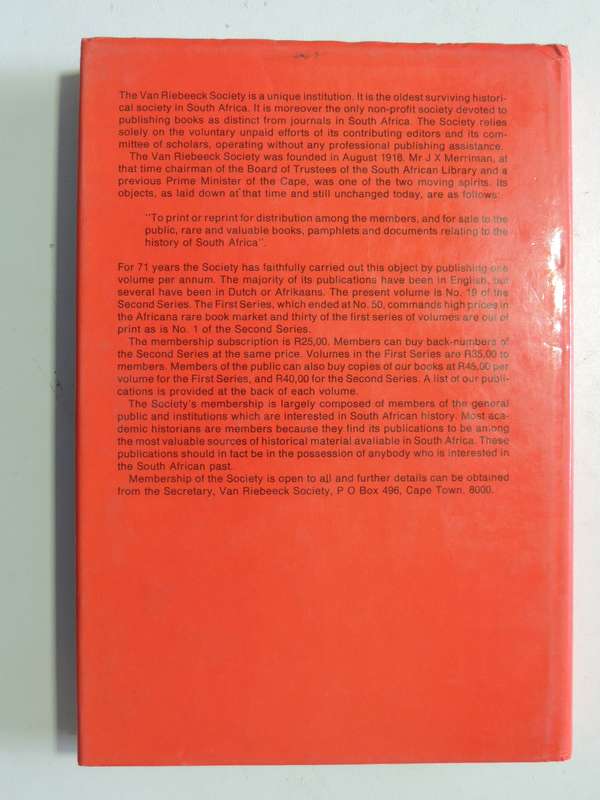 The Van Riebeeck Society is a unique institution. It is the oldest surviving histori-
cal society in South Africa. It is moreover the only non-profit society devoted to
publishing books as distinct from journals in South Africa. The Society relies
solely on the voluntary unpaid efforts of its contributing editors and its com-
mittee of scholars, operating without any professional publishing assistance.
The Van Riebeeck Society was founded in August 1918. Mr J X Merriman, at
that time chairman of the Board of Trustees of the South African Library and a
previous Prime Minister of the Cape, was one of the two moving spirits. Its
objects, as laid down at that time and still unchanged today, are as follows:
"To print or reprint for distribution among the members, and for sale to the
public, rare and valuable books, pamphlets and documents relating to the
history of South Africa".
For 71 years the Society has faithfully carried out this object by publishing one
volume per annum. The majority of its publications have been in English, but
several have been in Dutch or Afrikaans. The present volume is No. 19 of the
Second Series. The First Series, which ended at No. 50, commands high prices in
the Africana rare book market and thirty of the first series of volumes are out of
print as is No. 1 of the Second Series.
The membership subscription is R25,00. Members can buy back-numbers of
the Second Series at the same price. Volumes in the First Series are R35,00 to
members. Members of the public can also buy copies of our books at R45,00 per
volume for the First Series, and R40,00 for the Second Series. A list of our publi-
cations is provided at the back of each volume.
The Society's membership is largely composed of members of the general
public and institutions which are interested in South African history. Most aca-
demic historians are members because they find its publications to be among
the most valuable sources of historical material avaliable in South Africa. These
publications should in fact be in the possession of anybody who is interested in
the South African past.
Membership of the Society is open to all and further details can be obtained
from the Secretary, Van Riebeeck Society, P O Box 496, Cape Town. 8000.